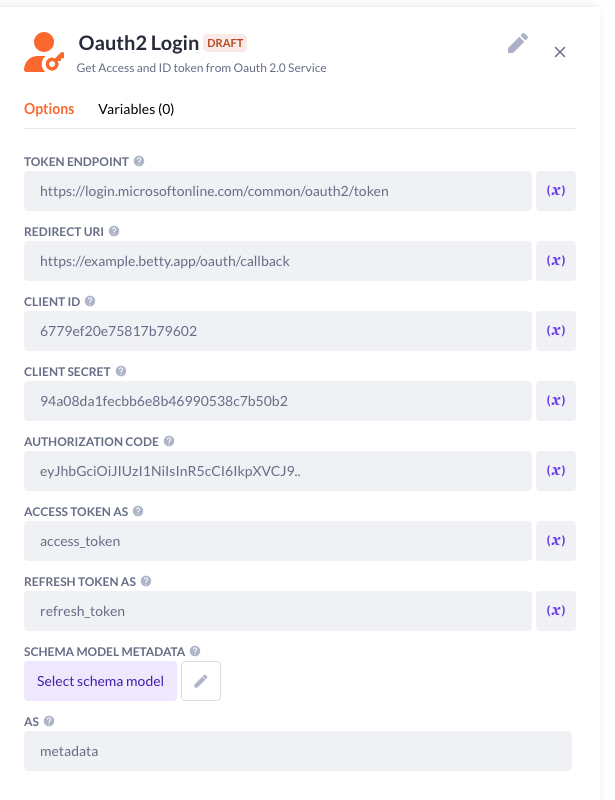 Oauth2 Login DRAFT
Get Access and ID token from Oauth 2.0 Service
Options Variables (0)
TOKEN ENDPOINT ?
https://login.microsoftonline.com/common/oauth2/token (x)
REDIRECT URI ?
https://example.betty.app/oauth/callback (x)
CLIENT ID ?
6779ef20e75817b79602 (x)
CLIENT SECRET ?
94a08da1fecbb6e8b46990538c7b50b2 (x)
AUTHORIZATION CODE ?
eyJhbGciOiJIUzI1NiIsInR5cCI6IkpXVCJ9.. (x)
ACCESS TOKEN AS ?
access_token (x)
REFRESH TOKEN AS ?
refresh_token (x)
SCHEMA MODEL METADATA ?
Select schema model
AS ?
metadata